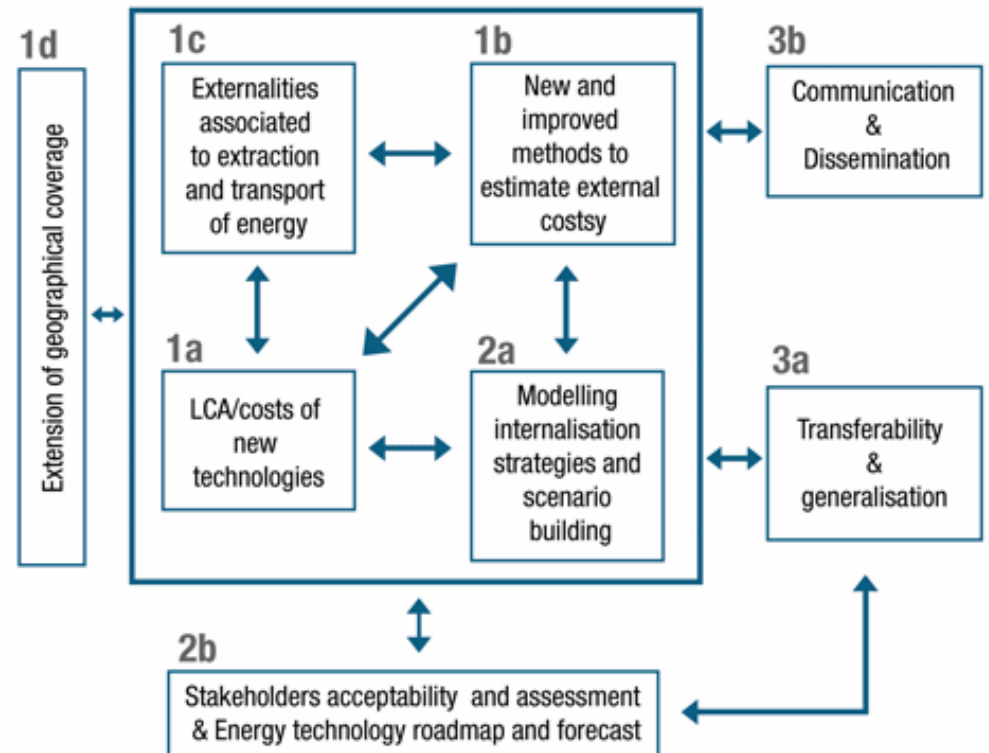 1d
Extension of geographical coverage
1c
Externalities
associated
to extraction
and transport
of energy
1b
New and
improved
methods to
estimate external
costsy
3b
Communication
&
Dissemination
1a
LCA/costs of
new
technologies
2a
Modelling
internalisation
strategies and
scenario
building
3a
Transferability
&
generalisation
2b
Stakeholders acceptability and assessment
& Energy technology roadmap and forecast